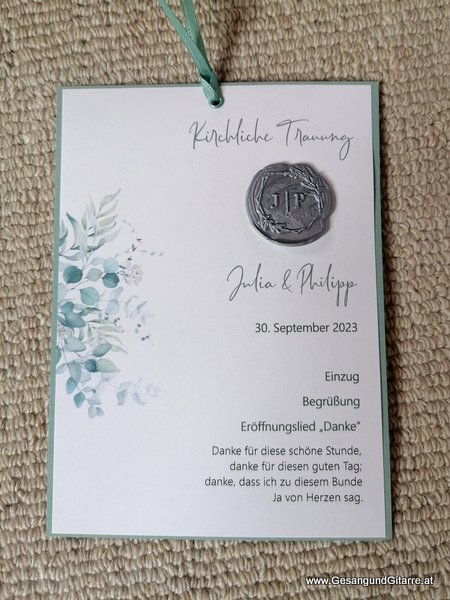 Kirchliche Trauung
J|P
Julia & Philipp
30. September 2023
Einzug
Begrüßung
Eröffnungslied „Danke“
Danke für diese schöne Stunde,
danke für diesen guten Tag;
danke, dass ich zu diesem Bunde
Ja von Herzen sag.
www.GesangundGitarre.at